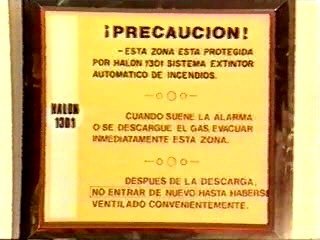 ¡PRECAUCION!
- ESTA ZONA ESTA PROTEGIDA
POR HALON 1301 SISTEMA EXTINTOR
AUTOMATICO DE INCENDIOS.
HALON
1301
CUANDO SUENE LA ALARMA
O SE DESCARGUE EL GAS, EVACUAR
INMEDIATAMENTE ESTA ZONA.
DESPUES DE LA DESCARGA,
NO ENTRAR DE NUEVO HASTA HABERSE
VENTILADO CONVENIENTEMENTE.